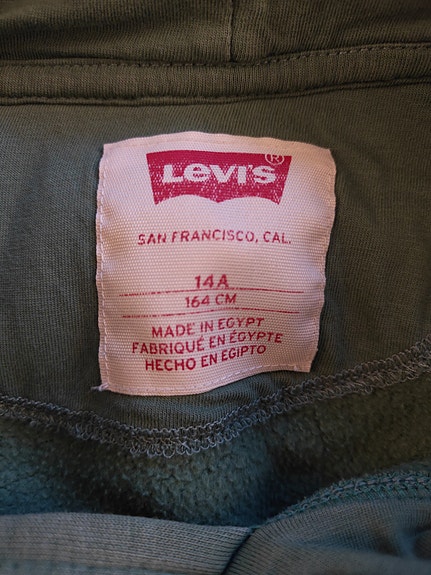 Levi's®
SAN FRANCISCO, CAL.
14A
164 CM
MADE IN EGYPT
FABRIQUÉ EN ÉGYPTE
HECHO EN EGIPTO